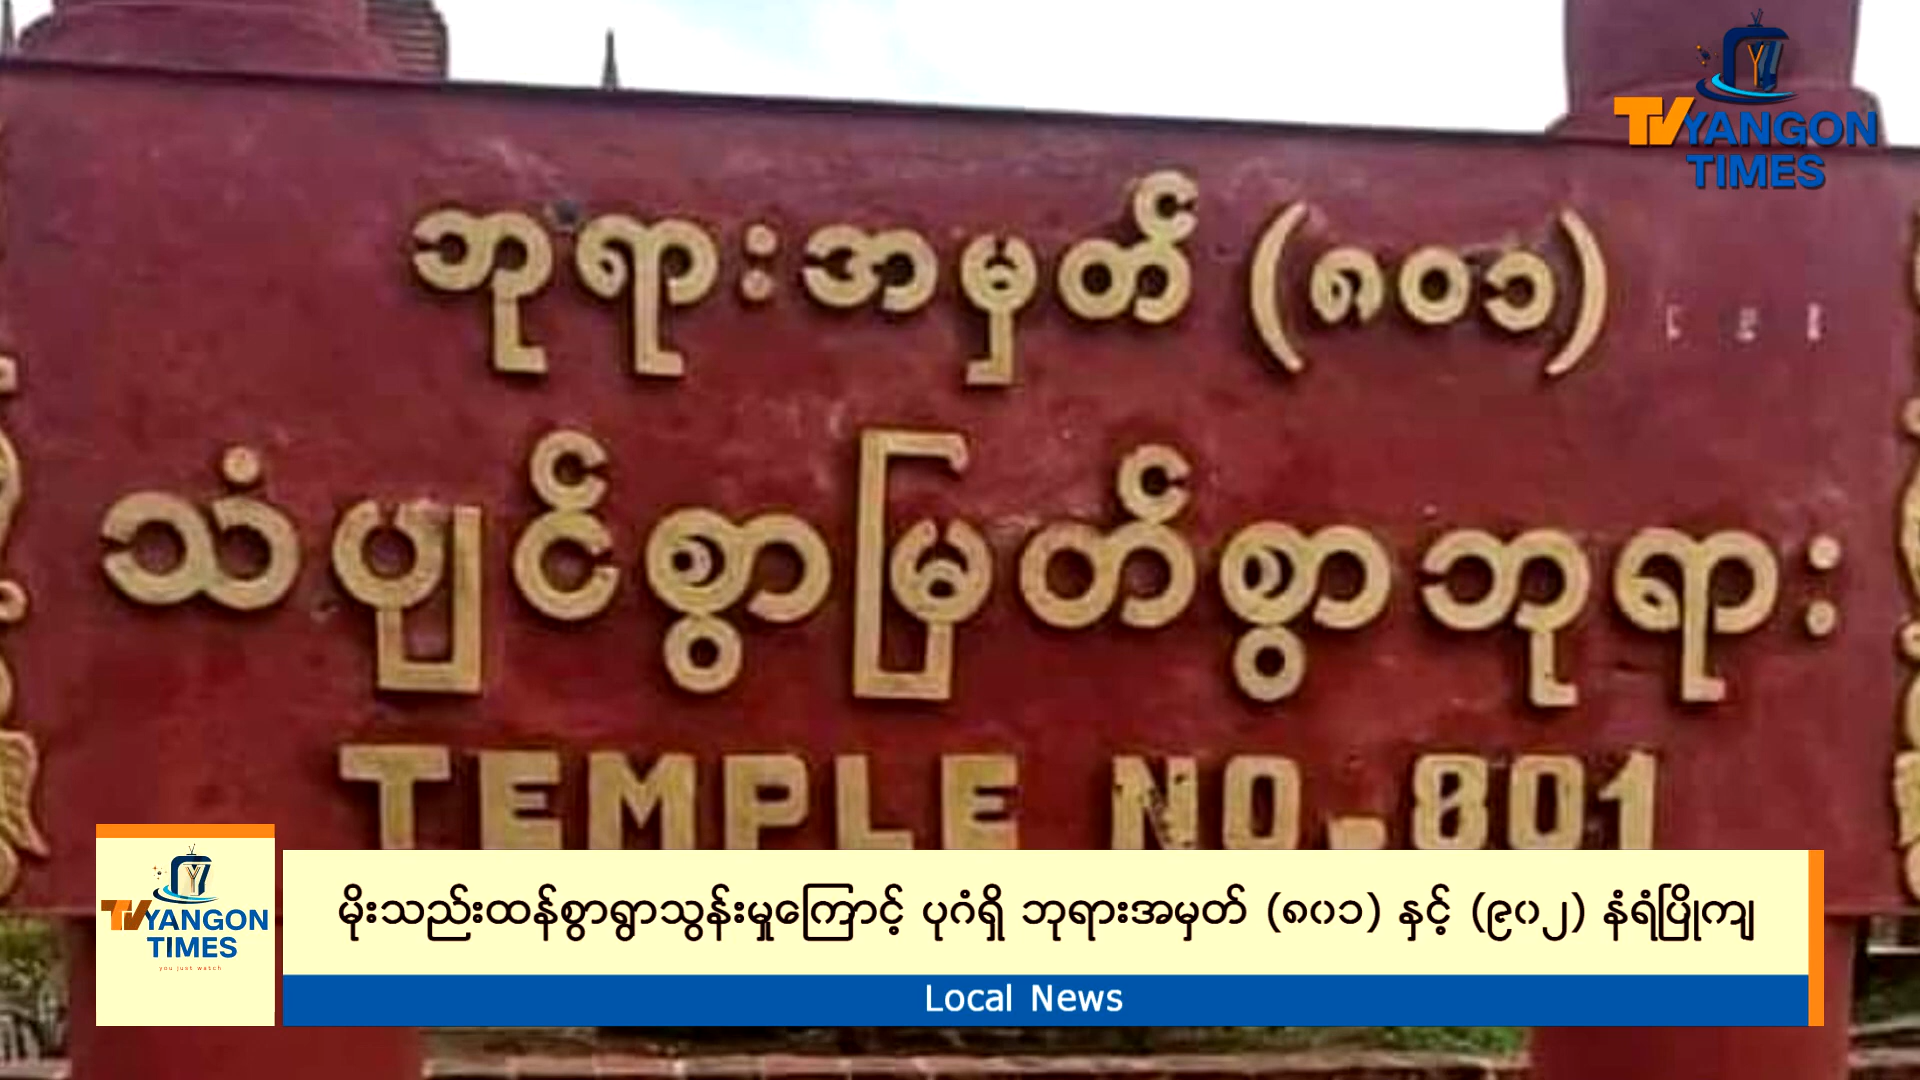 TV YANGON
TIMES
ဘုရားအမှတ် (၈၀၁)
သံပျင်စွာမြတ်စွာဘုရား
TEMPLE NO-801
TV YANGON
TIMES
you just watch
မိုးသည်းထန်စွာရွာသွန်းမှုကြောင့် ပုဂံရှိ ဘုရားအမှတ် (၈၀၁) နှင့် (၉၀၂) နံရံပြိုကျ
Local News